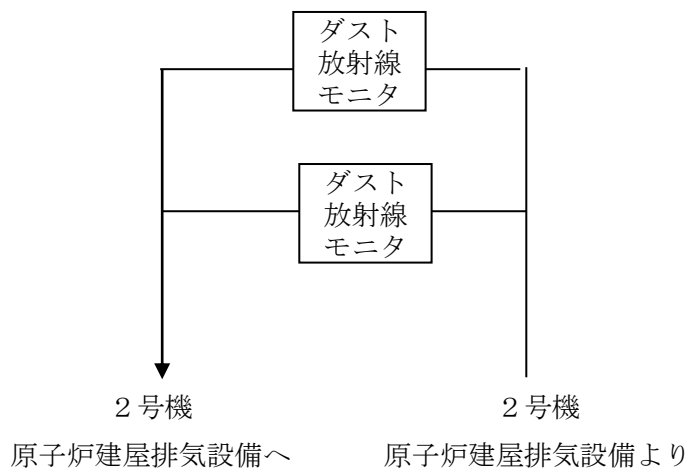 ダスト
放射線
モニタ
ダスト
放射線
モニタ
２号機
原子炉建屋排気設備へ
２号機
原子炉建屋排気設備より